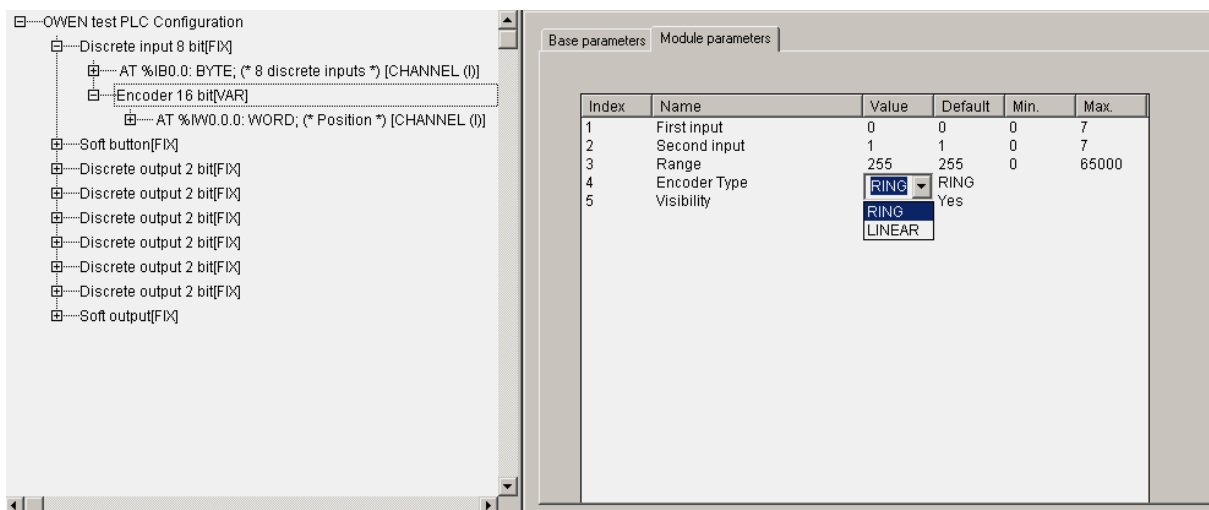 OWEN test PLC Configuration
Discrete input 8 bit[FIX]
AT %IB0.0: BYTE; (* 8 discrete inputs *) [CHANNEL (I)]
Encoder 16 bit[VAR]
AT %IW0.0.0: WORD; (* Position *) [CHANNEL (I)]
Soft button[FIX]
Discrete output 2 bit[FIX]
Discrete output 2 bit[FIX]
Discrete output 2 bit[FIX]
Discrete output 2 bit[FIX]
Discrete output 2 bit[FIX]
Discrete output 2 bit[FIX]
Soft output[FIX]
Base parameters Module parameters
Index Name Value Default Min. Max.
1 First input 0 0 0 7
2 Second input 1 1 0 7
3 Range 255 255 0 65000
4 Encoder Type RING RING
5 Visibility Yes
RING
LINEAR